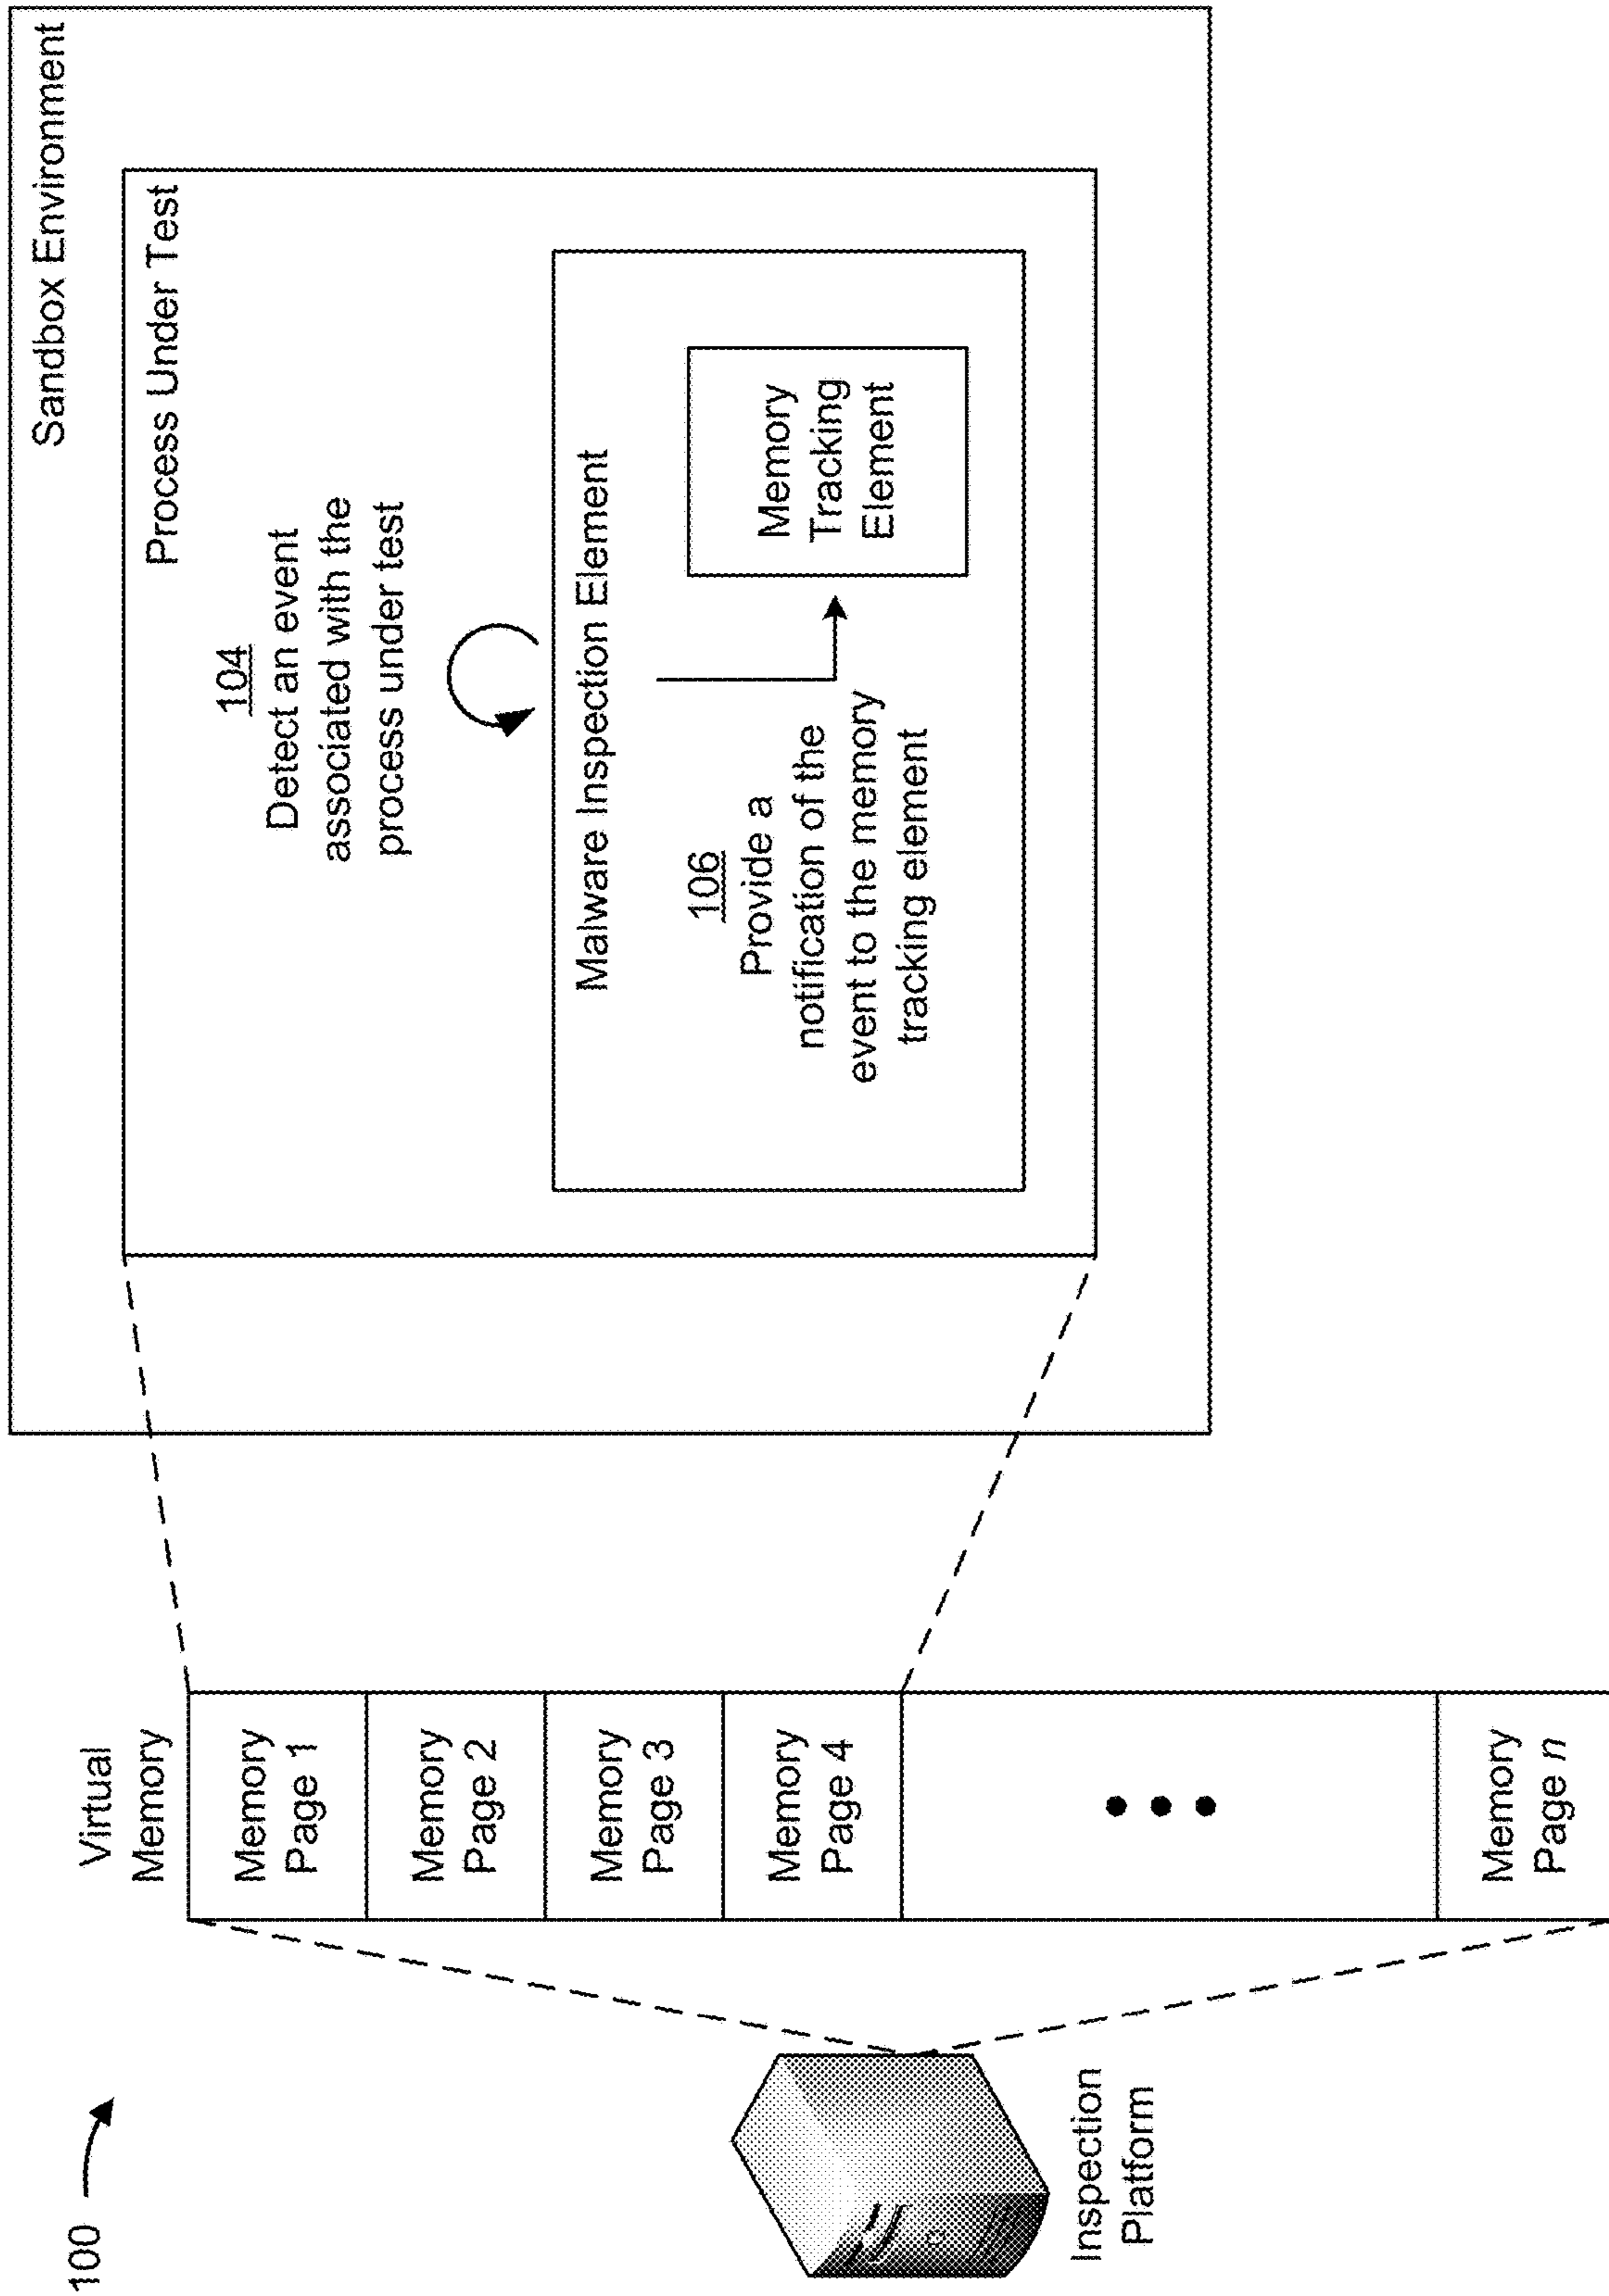 100
Inspection
Platform
Virtual
Memory
Memory
Page 1
Memory
Page 2
Memory
Page 3
Memory
Page 4
Memory
Page n
Sandbox Environment
Process Under Test
104
Detect an event
associated with the
process under test
Malware Inspection Element
106
Provide a
notification of the
event to the memory
tracking element
Memory
Tracking
Element